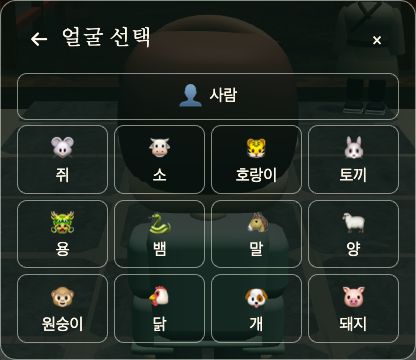 얼굴 선택
사람
쥐 소 호랑이 토끼
용 뱀 말 양
원숭이 닭 개 돼지